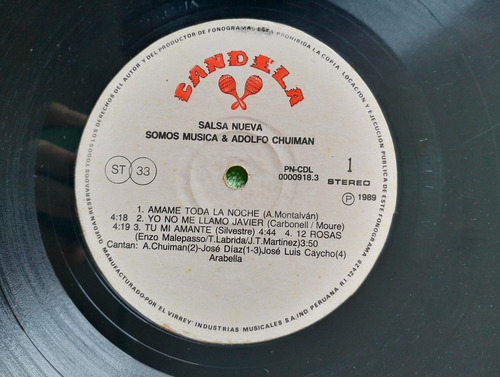 RESERVADOS TODOS LOS DERECHOS DEL AUTOR Y DEL PRODUCTOR DE FONOGRAMA. ESTA PROHIBIDA LA COPIA, LOCACION Y EJECUCION PUBLICA DE ESTE FONOGRAMA
CANDELA
SALSA NUEVA
SOMOS MUSICA & ADOLFO CHUIMAN
ST 33
PN-CDL
0000918.3
1
STEREO
Ⓟ 1989
1. AMAME TODA LA NOCHE (A.Montalván)
4:18 2. YO NO ME LLAMO JAVIER (Carbonell / Moure)
4:19 3. TU MI AMANTE (Silvestre) 4:44 4. 12 ROSAS
(Enzo Malepasso/T.Labrida/J.T.Martinez)3:50
Cantan: A.Chuiman(2)-José Díaz(1-3)José Luis Caycho(4)
Arabella
MANUFACTURADO-POR EL VIRREY INDUSTRIAS MUSICALES S.A. IND. PERUANA R.I. 12428